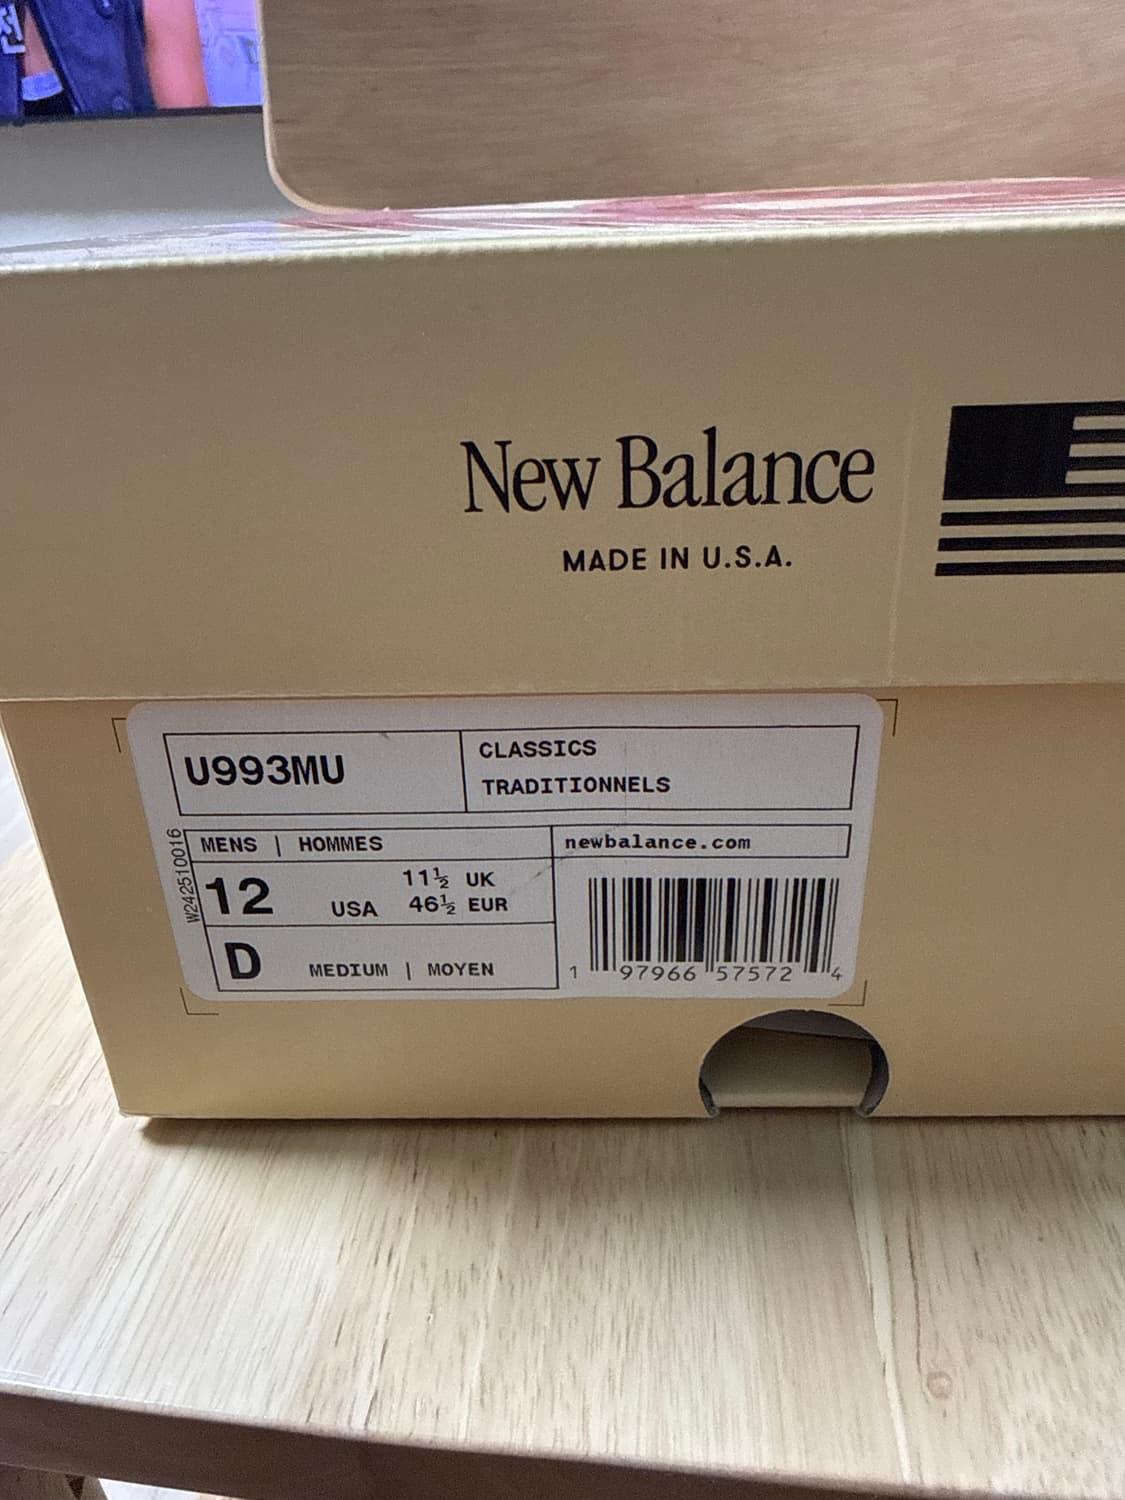 전
New Balance
MADE IN U.S.A.
U993MU
CLASSICS
TRADITIONNELS
W242510016
MENS | HOMMES
newbalance.com
12 USA 11½ UK
46½ EUR
D MEDIUM | MOYEN
1 97966 57572 4